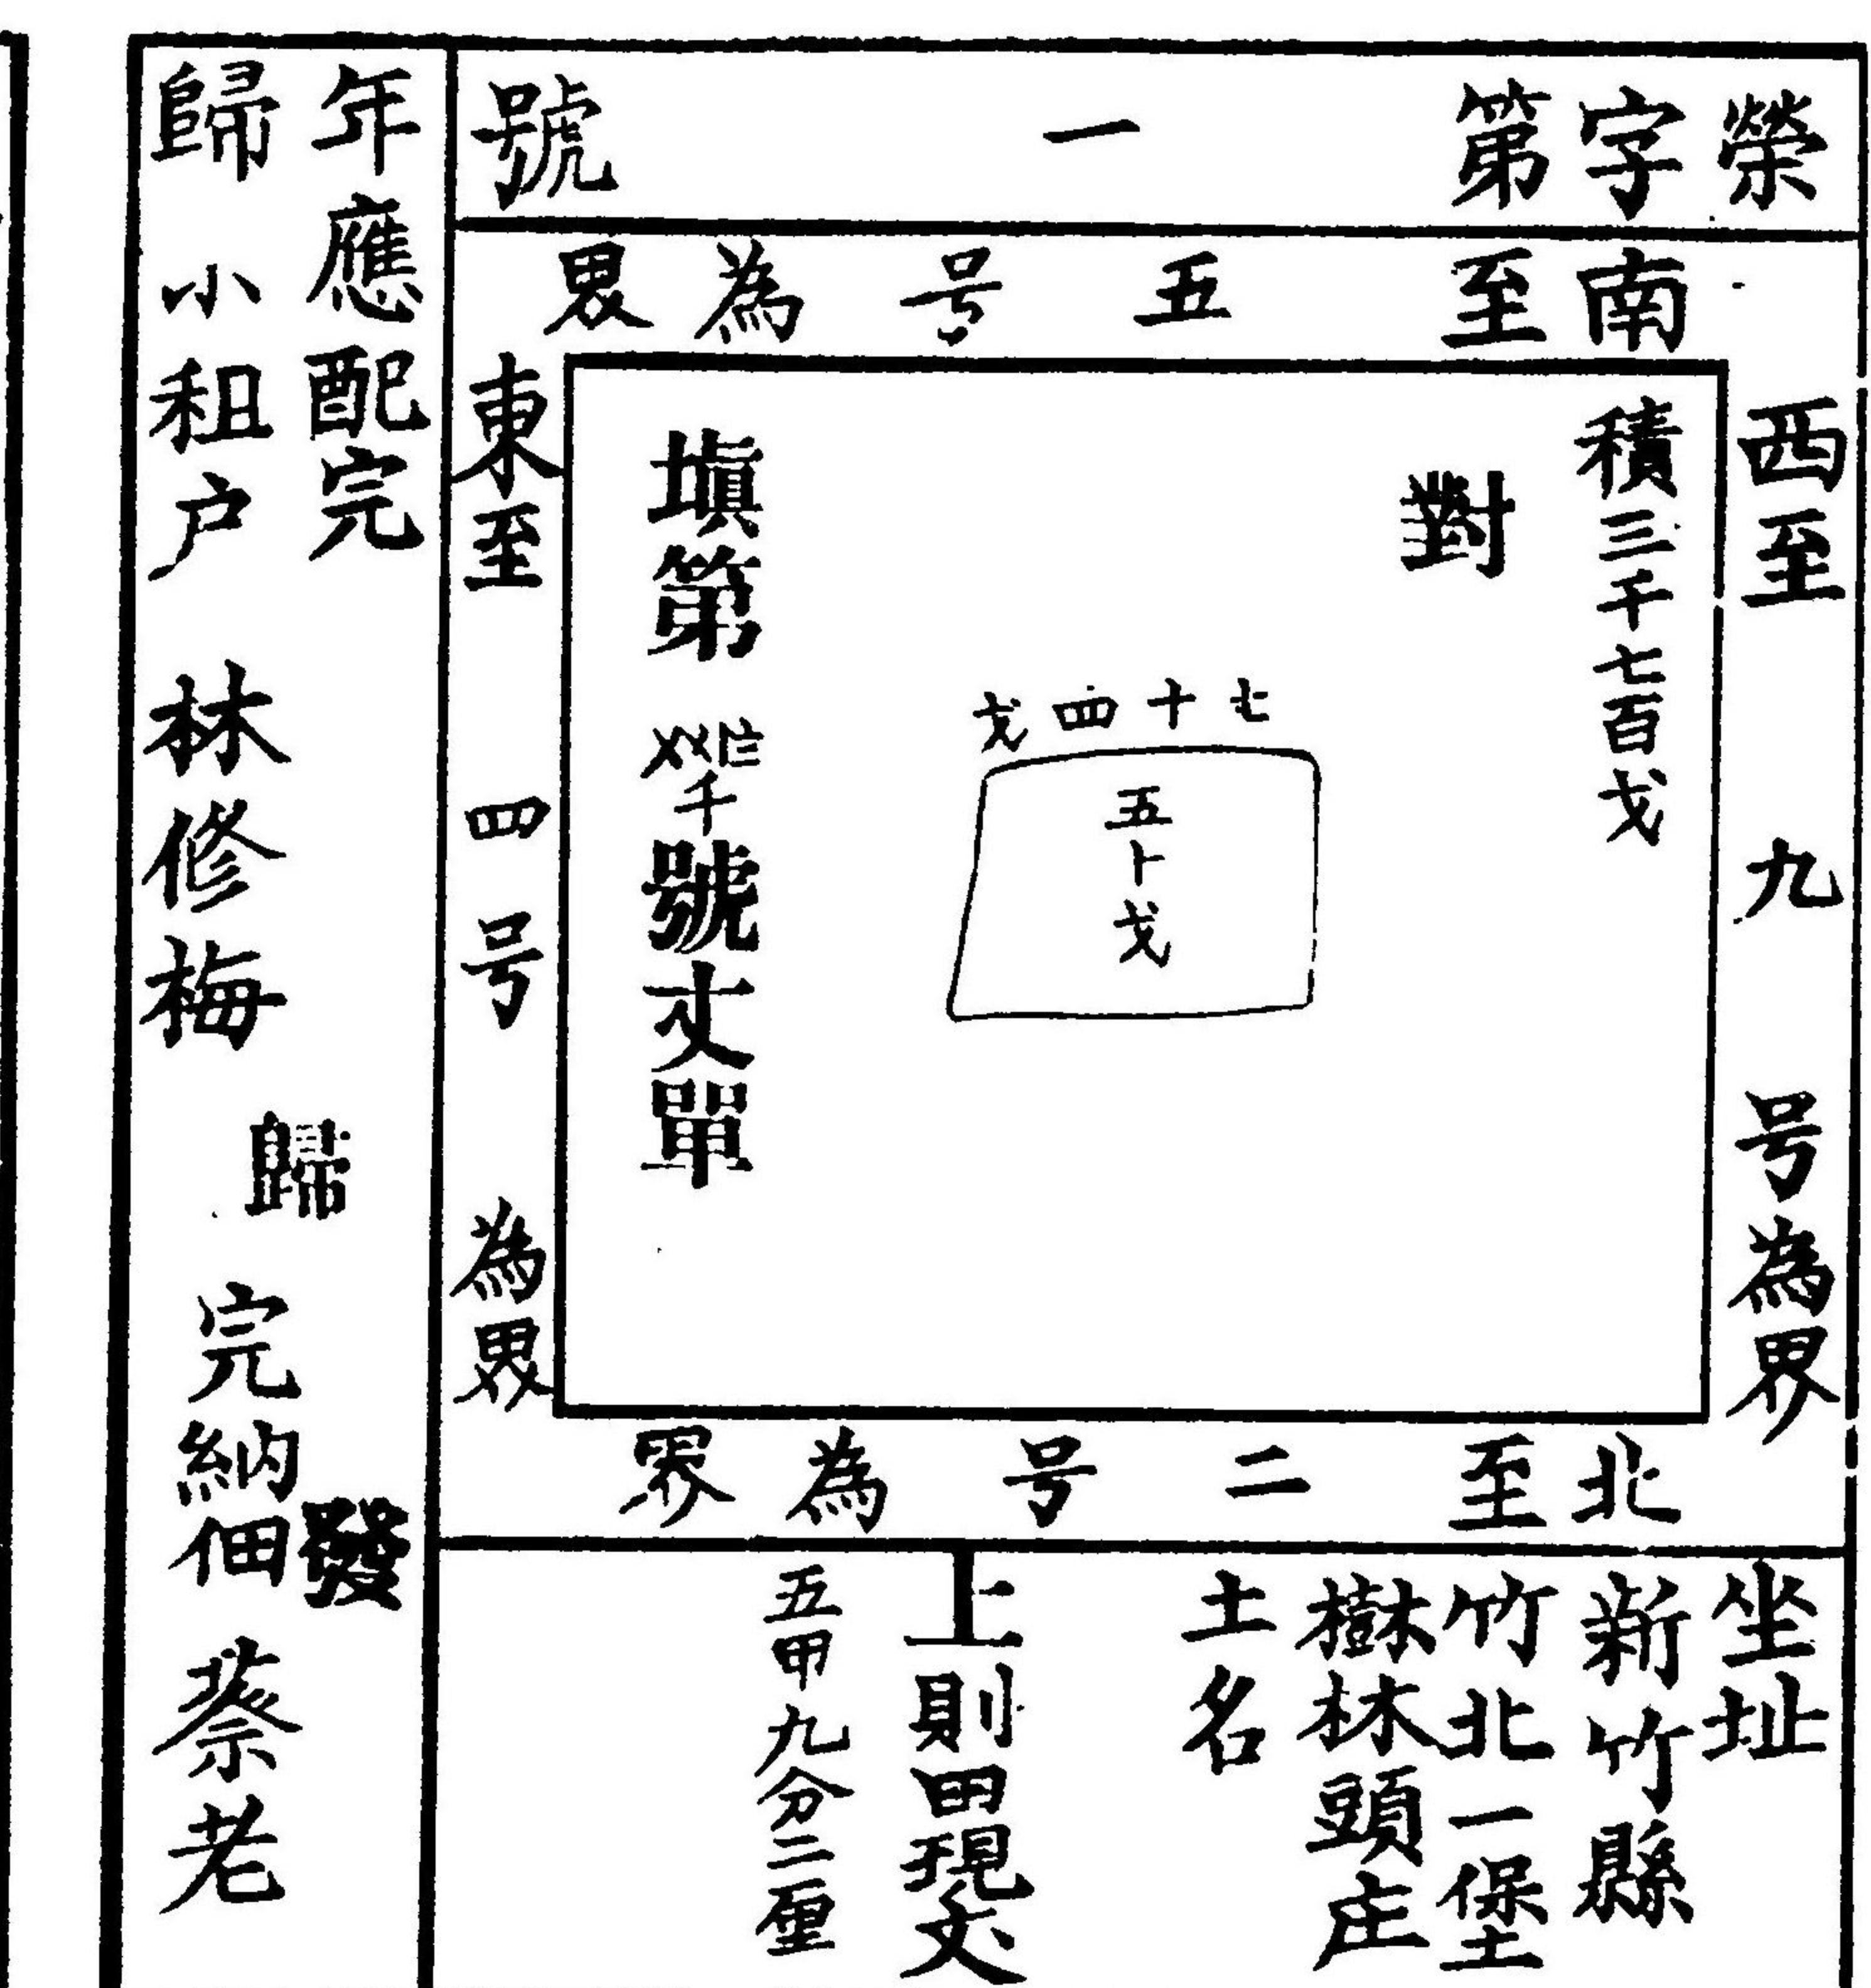 榮字第一號
南至五号為界
西至九号為界
積三千七百戈
對
七十四戈
五十戈
填第
號丈單
東至四号為界
北至二号為界
坐址
新竹縣
竹北一堡
樹林頭庄
土名
上則田現丈
五甲九分二厘
年應配完
歸小租户林修梅
歸
完納佃
發
蔡老